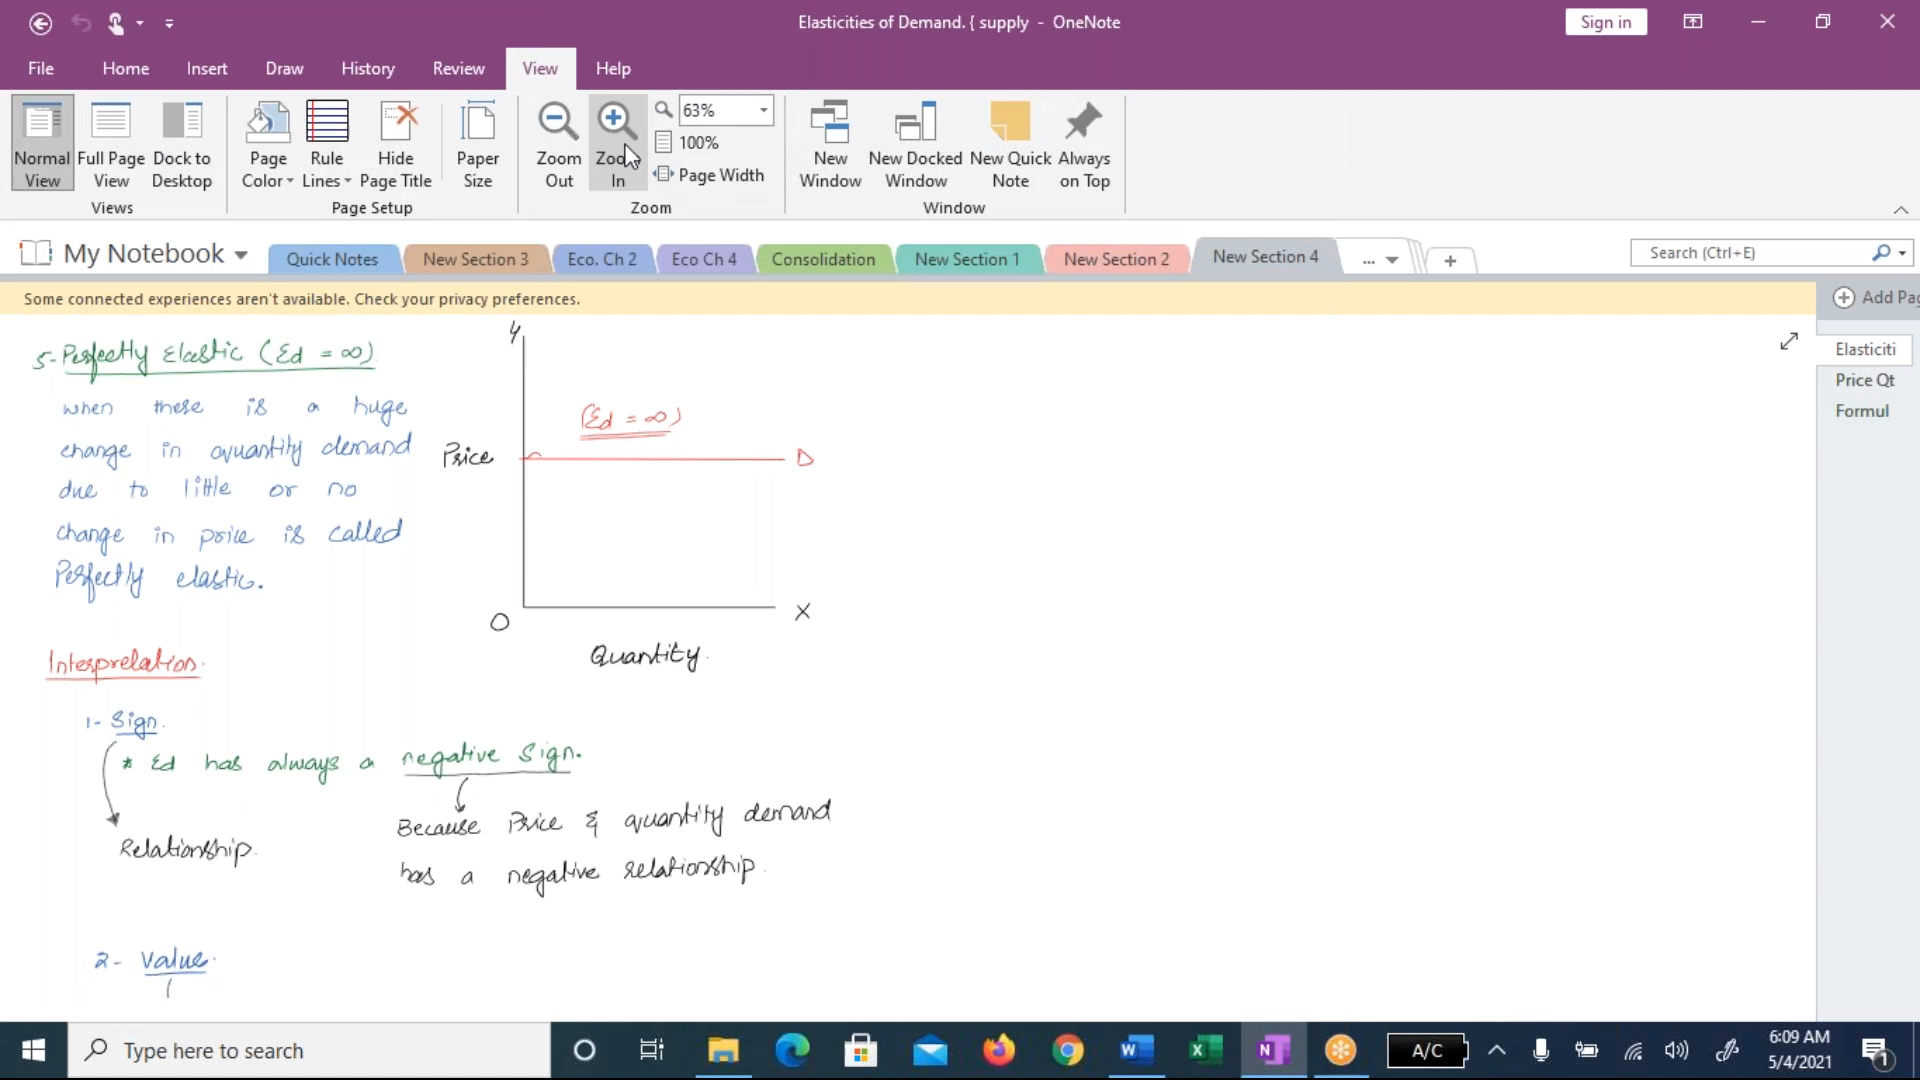 Elasticities of Demand. { supply - OneNote
Sign in
File Home Insert Draw History Review View Help
Normal View
Full Page View
Dock to Desktop
Views
Page Color
Rule Lines
Hide Page Title
Paper Size
Page Setup
Zoom Out
Zoom In
63%
100%
Page Width
Zoom
New Window
New Docked Window
New Quick Note
Always on Top
Window
My Notebook
Quick Notes New Section 3 Eco. Ch 2 Eco Ch 4 Consolidation New Section 1 New Section 2 New Section 4 ...
Search (Ctrl+E)
Some connected experiences aren't available. Check your privacy preferences.
Add Pag
Elasticiti
Price Qt
Formul
5- Perfectly Elastic (Ed = ∞)
when there is a huge
change in quantity demand
due to little or no
change in price is called
Perfectly elastic.
Y
(Ed = ∞)
Price
D
O
X
Quantity.
Interpretation.
1- Sign.
* Ed has always a negative sign.
Relationship.
Because Price & quantity demand
has a negative relationship.
2- Value.
Type here to search
A/C
6:09 AM
5/4/2021
1